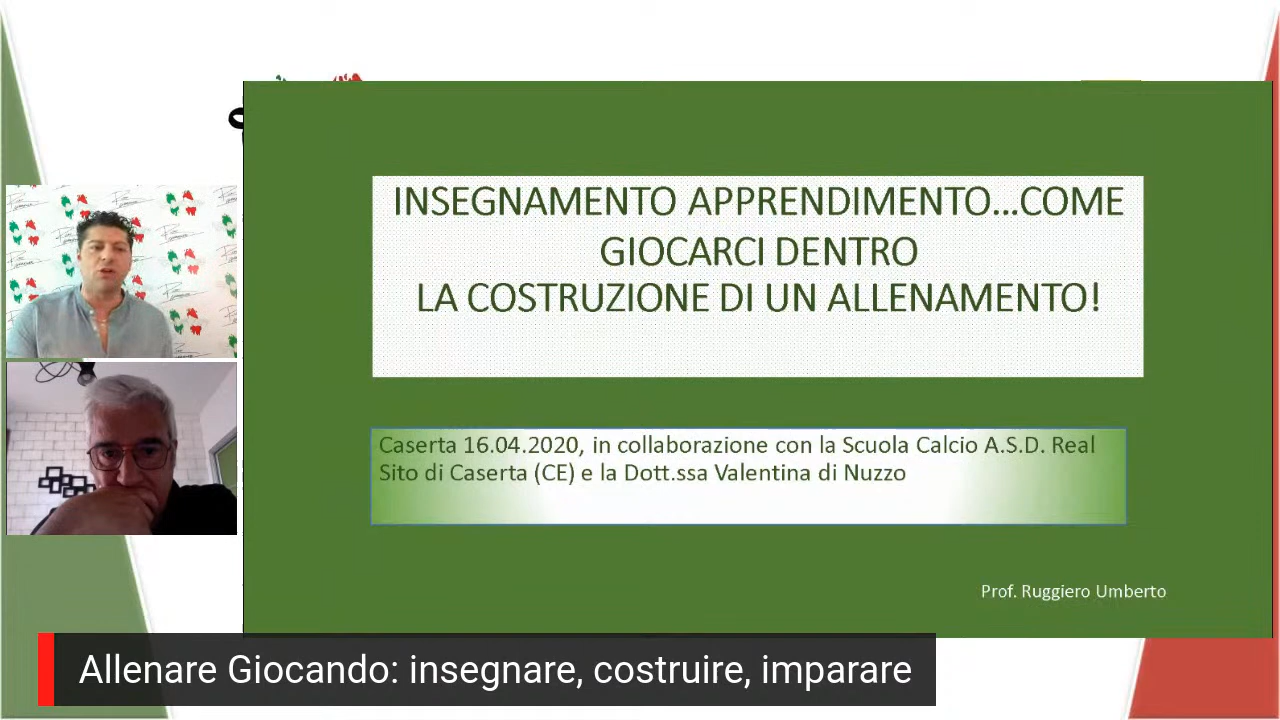 INSEGNAMENTO APPRENDIMENTO...COME
GIOCARCI DENTRO
LA COSTRUZIONE DI UN ALLENAMENTO!
Caserta 16.04.2020, in collaborazione con la Scuola Calcio A.S.D. Real
Sito di Caserta (CE) e la Dott.ssa Valentina di Nuzzo
Prof. Ruggiero Umberto
Allenare Giocando: insegnare, costruire, imparare